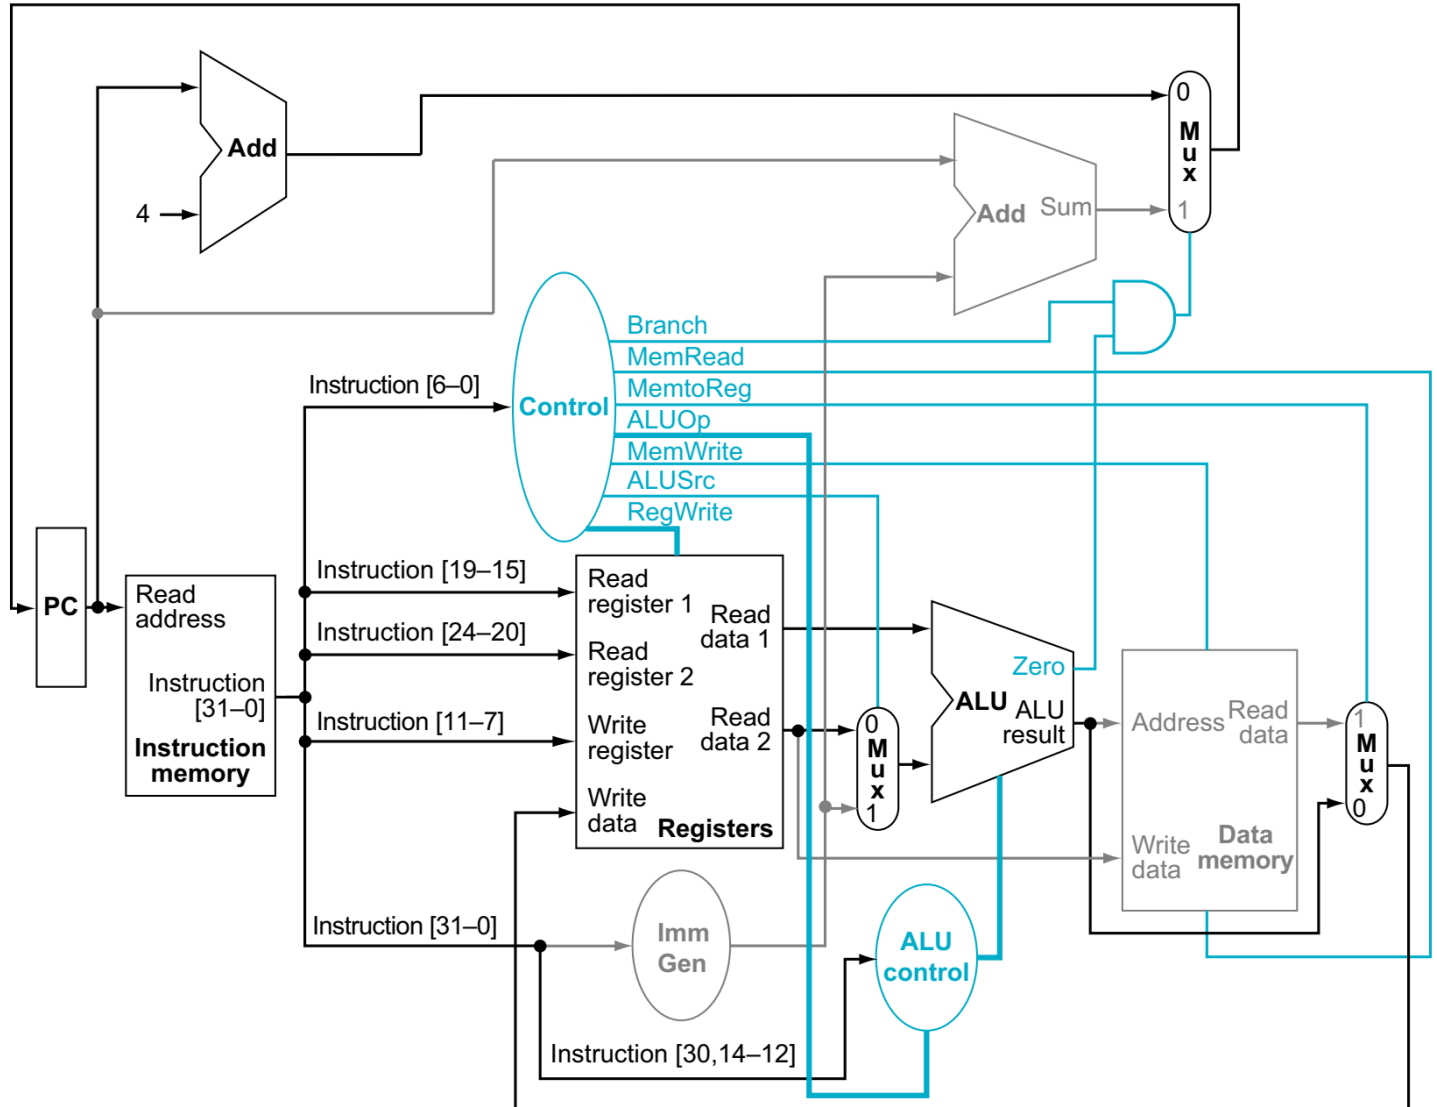 Add
4
0
Mux
1
Add
Sum
Branch
MemRead
MemtoReg
ALUOp
MemWrite
ALUSrc
RegWrite
Instruction [6–0]
Control
PC
Read
address
Instruction
[31–0]
Instruction
memory
Instruction [19–15]
Instruction [24–20]
Instruction [11–7]
Instruction [31–0]
Read
register 1
Read
register 2
Write
register
Write
data
Read
data 1
Read
data 2
Registers
0
Mux
1
Zero
ALU
ALU
result
Address
Read
data
Write
data
Data
memory
1
Mux
0
Imm
Gen
ALU
control
Instruction [30,14–12]